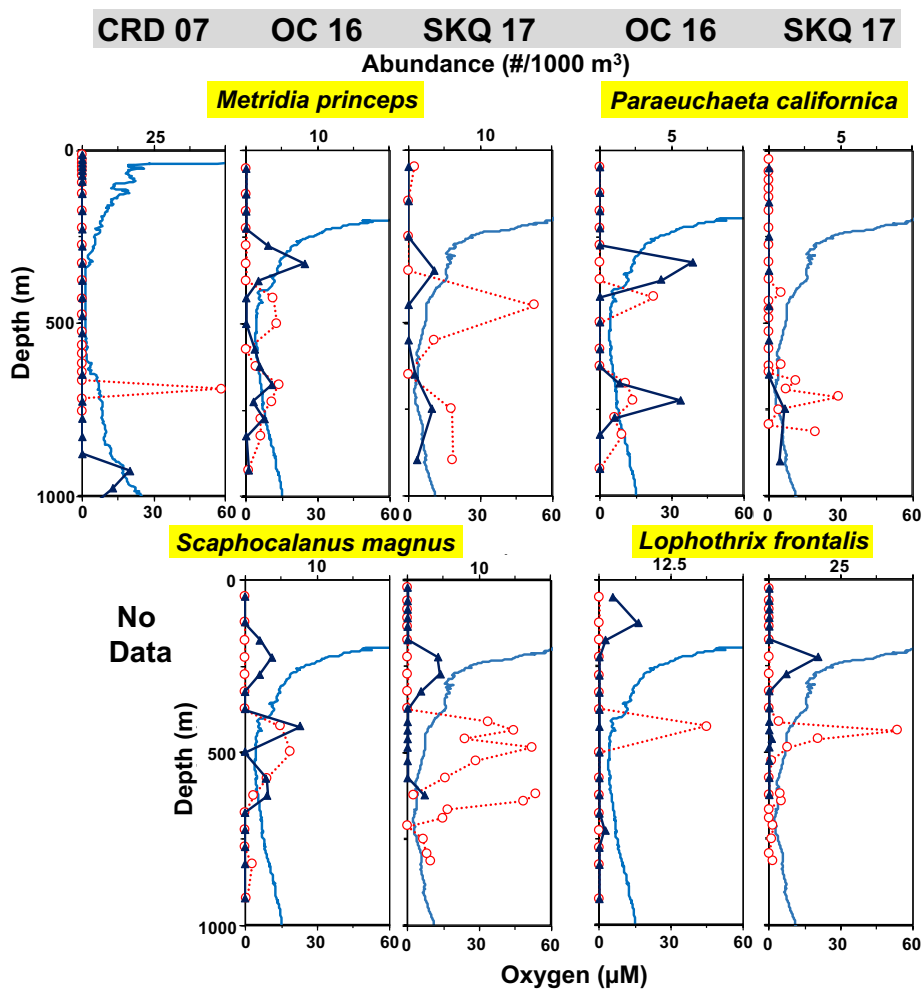 CRD 07 OC 16 SKQ 17 OC 16 SKQ 17
Abundance (#/1000 m³)
Metridia princeps Paraeuchaeta californica
25 10 10 5 5
0
500
1000
Depth (m)
0 30 60 0 30 60 0 30 60 0 30 60 0 30 60
Scaphocalanus magnus Lophothrix frontalis
10 10 12.5 25
No
Data
0
500
1000
Depth (m)
0 30 60 0 30 60 0 30 60 0 30 60
Oxygen (µM)